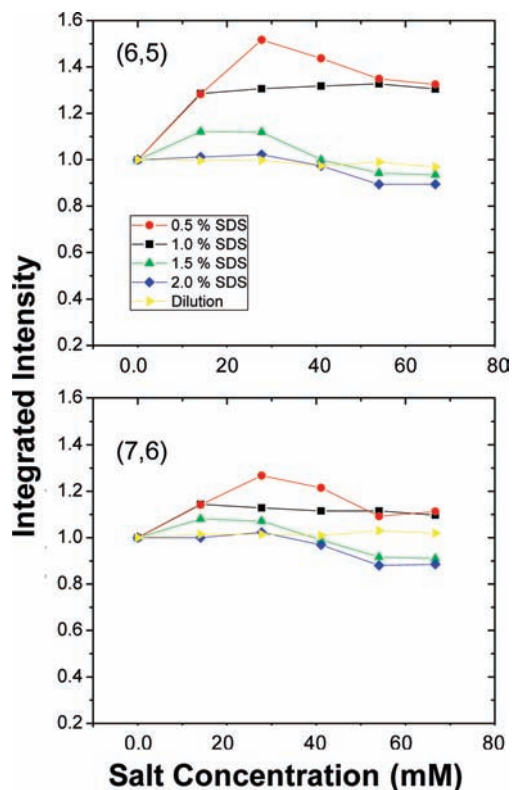 1.6
(6,5)
1.4
1.2
1.0
0.8
0.6
0.4
0.2
0.5 % SDS
1.0 % SDS
1.5 % SDS
2.0 % SDS
Dilution
0.0 20 40 60 80
Integrated Intensity
1.6
(7,6)
1.4
1.2
1.0
0.8
0.6
0.4
0.2
0.0 20 40 60 80
Salt Concentration (mM)